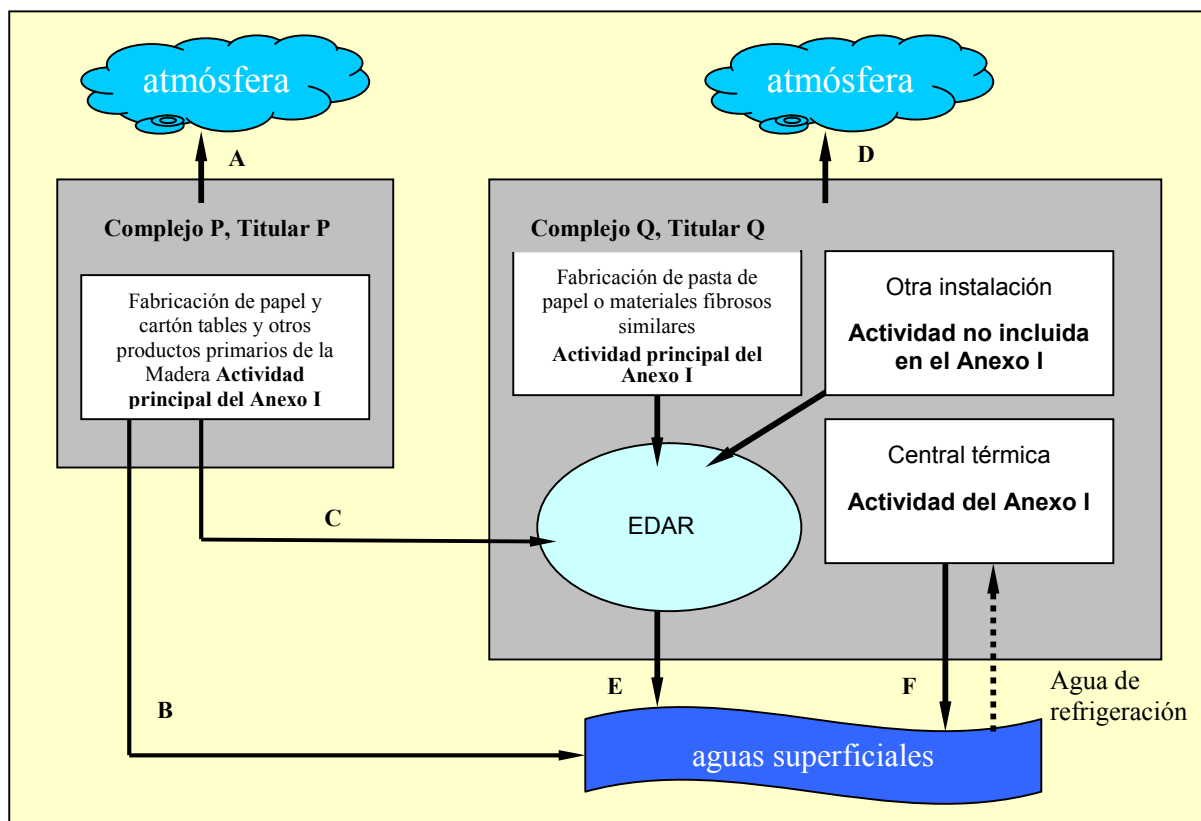 atmósfera
atmósfera
A
D
Complejo P, Titular P
Fabricación de papel y
cartón tables y otros
productos primarios de la
Madera Actividad
principal del Anexo I
Complejo Q, Titular Q
Fabricación de pasta de
papel o materiales fibrosos
similares
Actividad principal del
Anexo I
Otra instalación
Actividad no incluida
en el Anexo I
Central térmica
Actividad del Anexo I
EDAR
C
B
E
F
Agua de
refrigeración
aguas superficiales